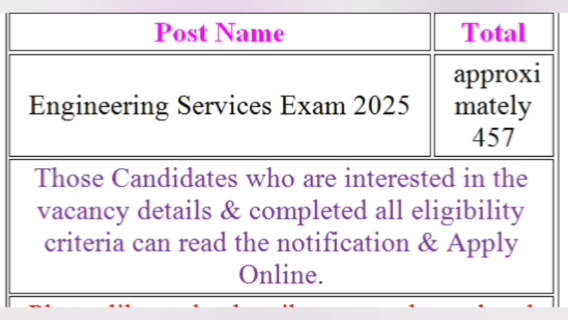 Post Name
Total
Engineering Services Exam 2025
approxi
mately
457
Those Candidates who are interested in the
vacancy details & completed all eligibility
criteria can read the notification & Apply
Online.